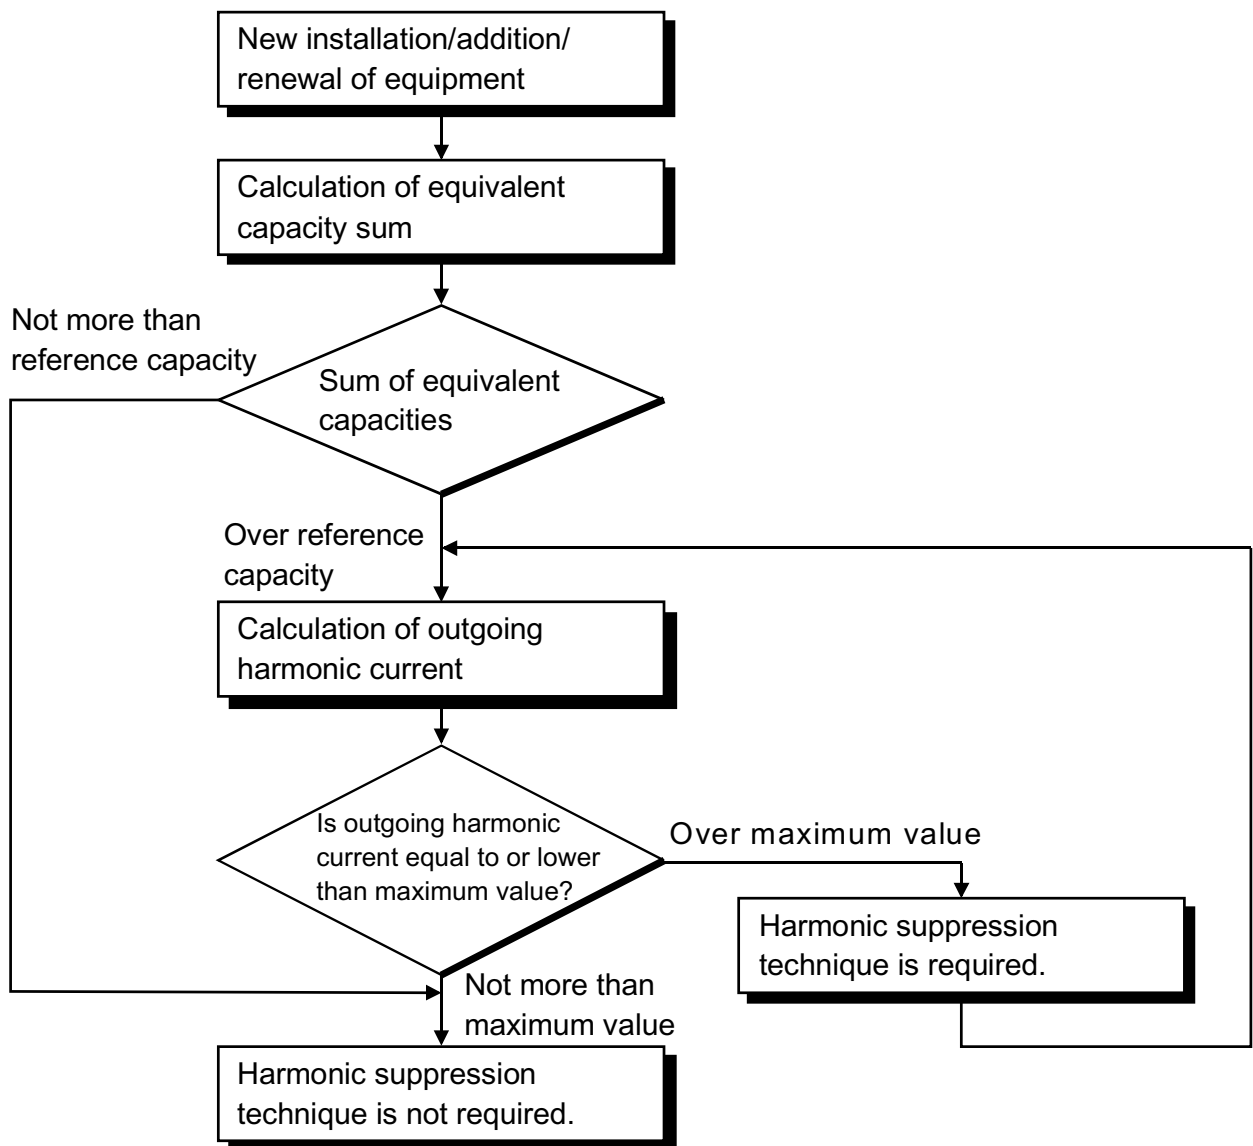 New installation/addition/
renewal of equipment
Calculation of equivalent
capacity sum
Not more than
reference capacity
Sum of equivalent
capacities
Over reference
capacity
Calculation of outgoing
harmonic current
Is outgoing harmonic
current equal to or lower
than maximum value?
Over maximum value
Harmonic suppression
technique is required.
Not more than
maximum value
Harmonic suppression
technique is not required.